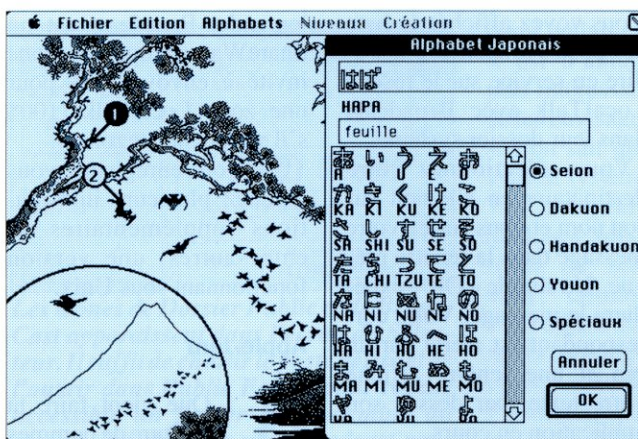 Fichier Edition Alphabets Niveaux Création
Alphabet Japonais
はぱ
HAPA
feuille
あ い う え お
A I U E O
か き く け こ
KA KI KU KE KO
さ し す せ そ
SA SHI SU SE SO
た ち つ て と
TA CHI TZU TE TO
な に ぬ ね の
NA NI NU NE NO
は ひ ふ へ ほ
HA HI HU HE HO
ま み む め も
MA MI MU ME MO
や ゆ よ
Seion
Dakuon
Handakuon
Youon
Spéciaux
Annuler
OK
1
2